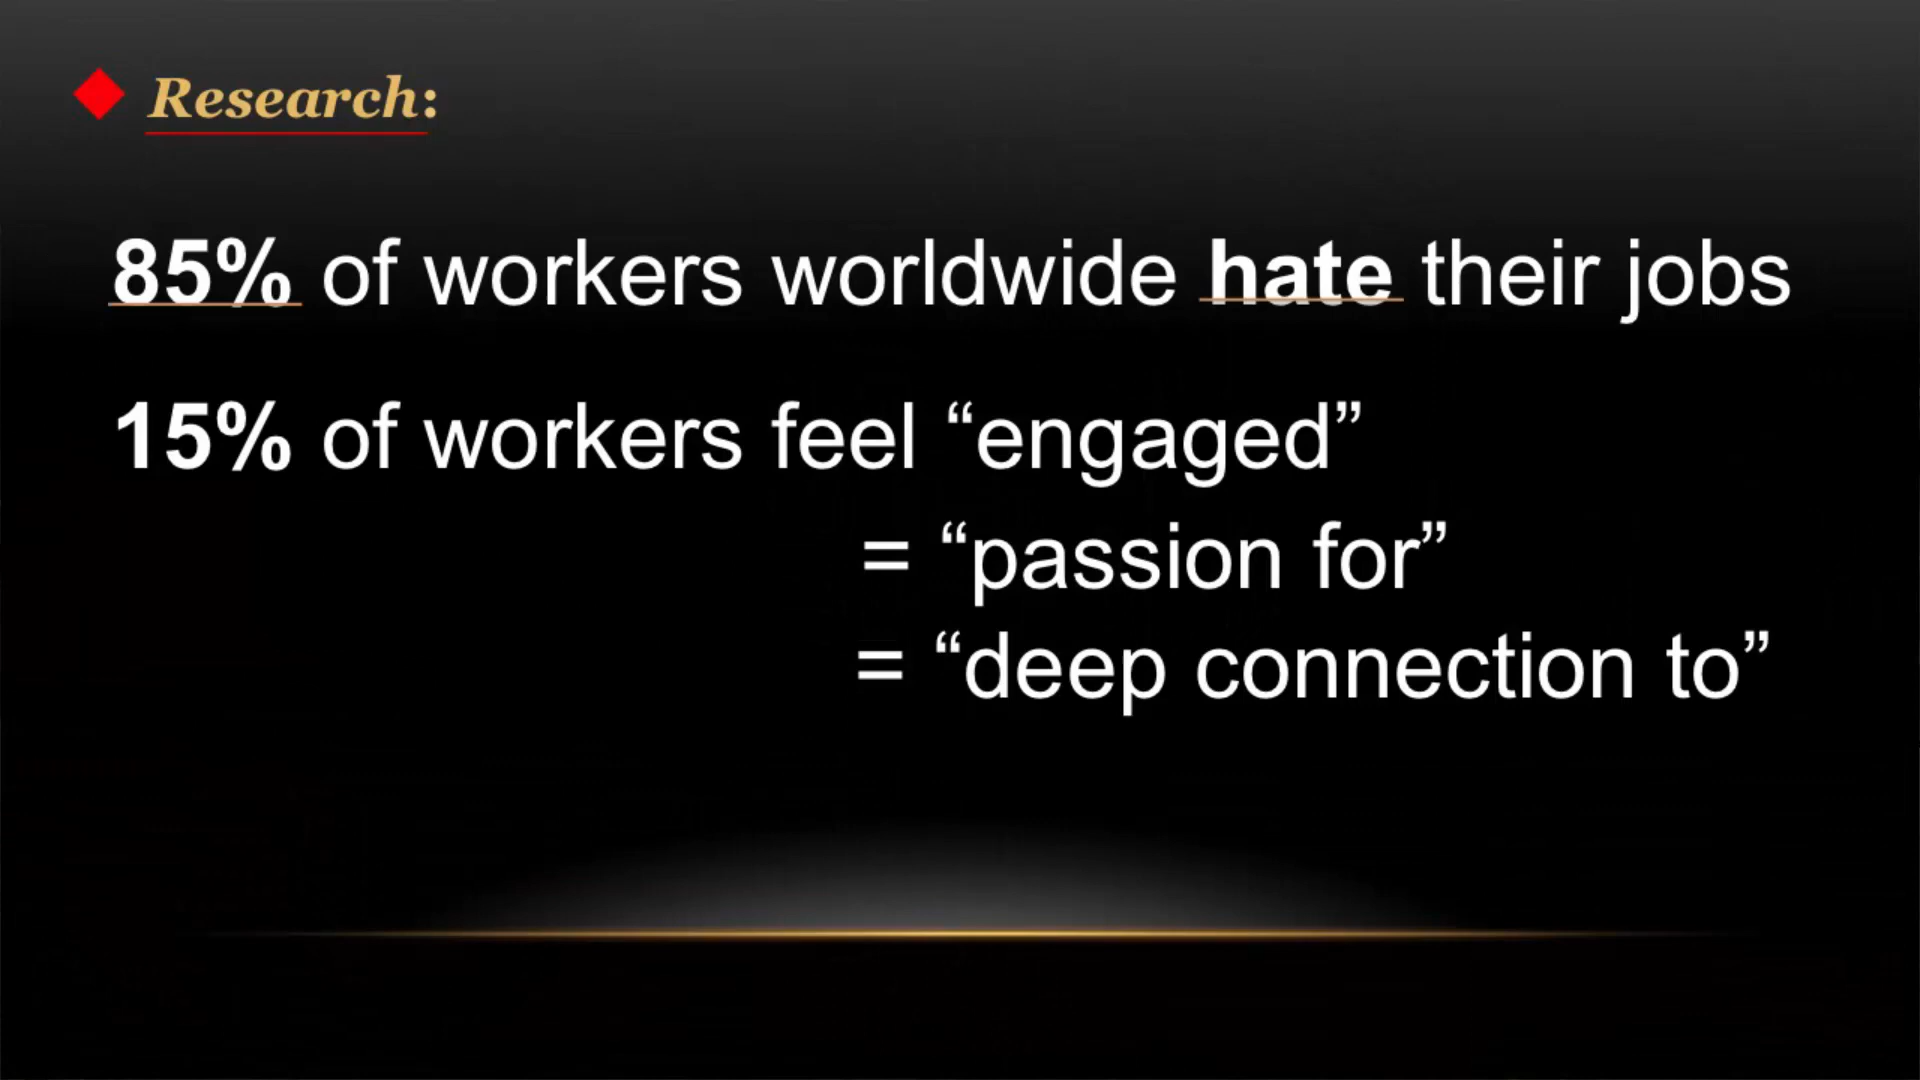 Research:
85% of workers worldwide hate their jobs
15% of workers feel “engaged”
= “passion for”
= “deep connection to”